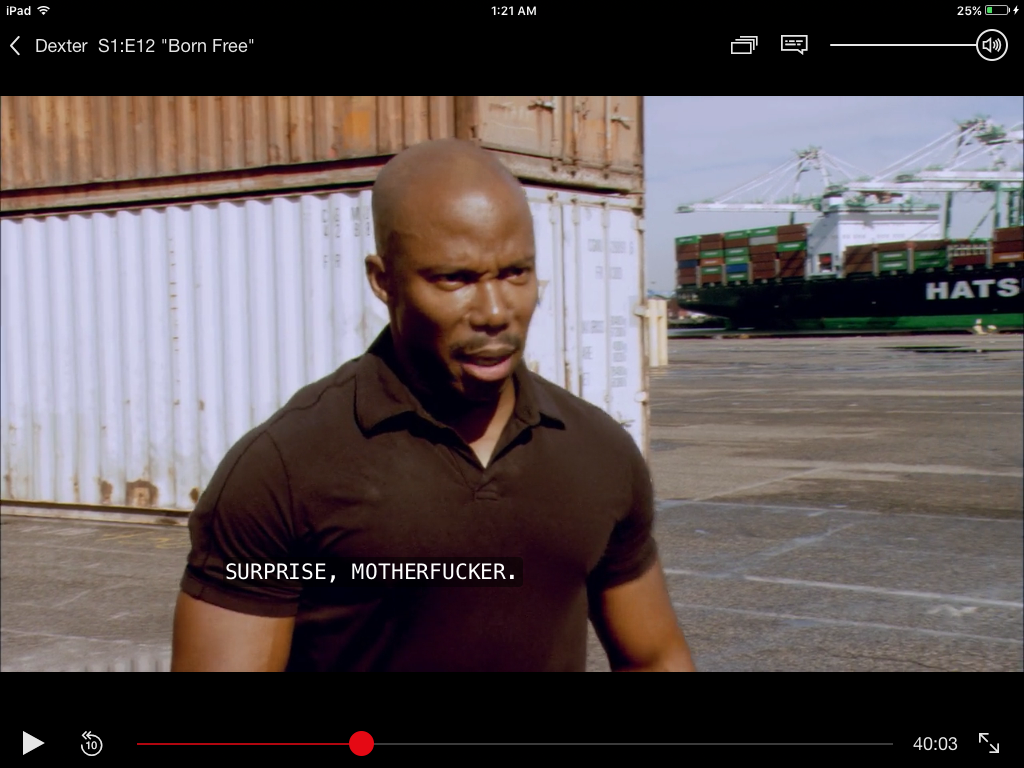 iPad
1:21 AM
25%
Dexter S1:E12 "Born Free"
HATS
SURPRISE, MOTHERFUCKER.
10
40:03